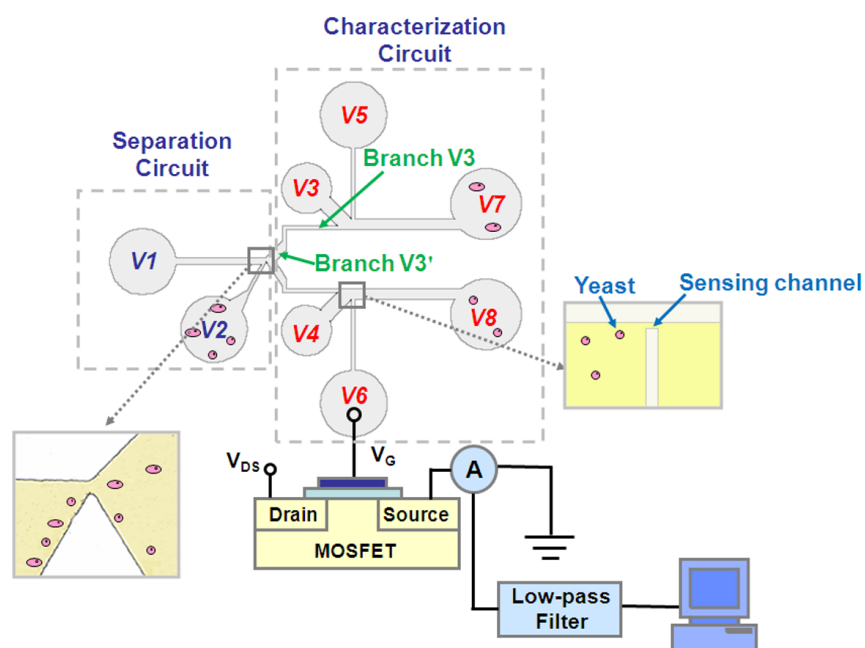 Characterization
Circuit
Separation
Circuit
V5
Branch V3
V3
V7
V1
Branch V3'
Yeast
Sensing channel
V2
V4
V8
V6
VDS
VG
A
Drain
Source
MOSFET
Low-pass
Filter